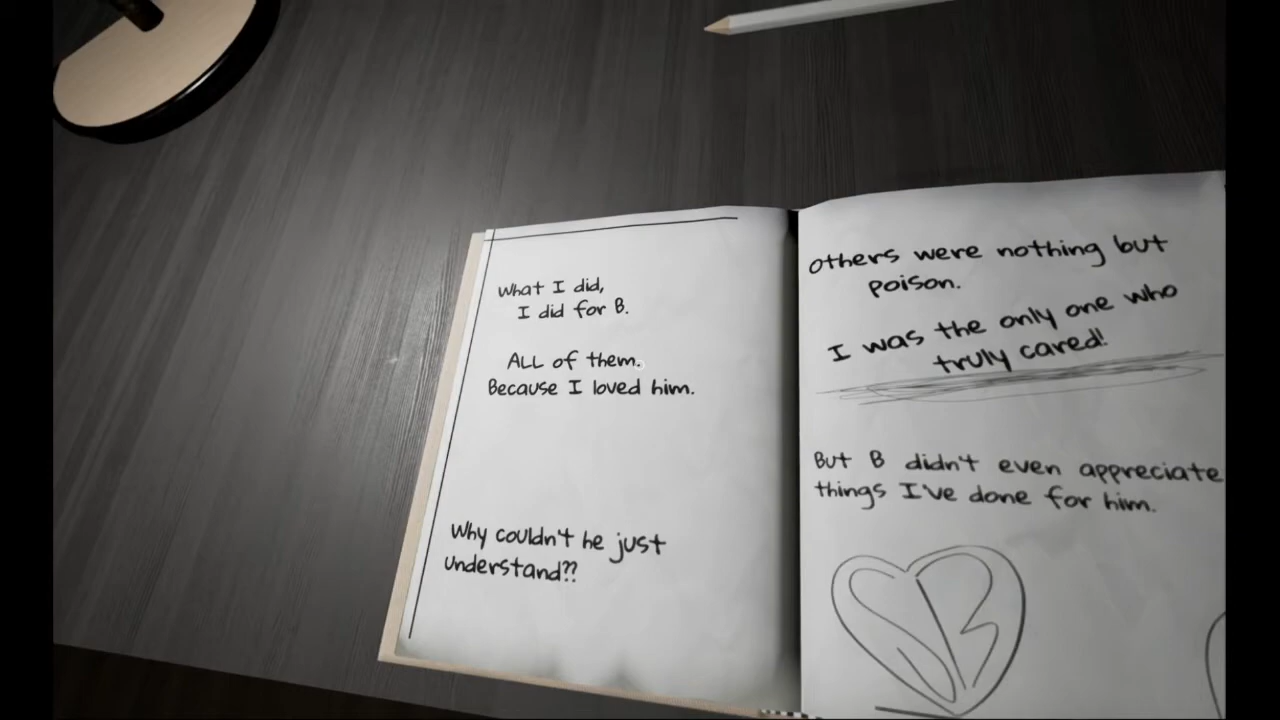 What I did,
I did for B.
ALL of them.
Because I loved him.
Why couldn't he just
understand??
others were nothing but
poison.
I was the only one who
truly cared!
But B didn't even appreciate
things I've done for him.